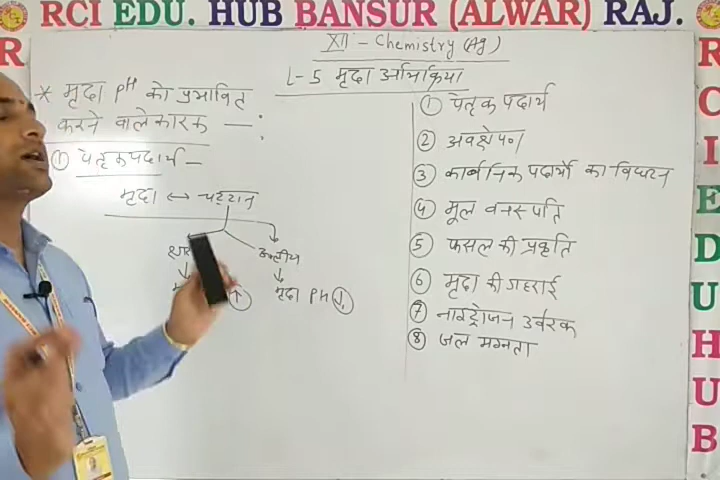 RCI EDU. HUB BANSUR (ALWAR) RAJ.
XII - Chemistry (Ag)
L-5 मृदा अभिक्रिया
* मृदा pH को प्रभावित
करने वाले कारक — :
① पैतृक पदार्थ —
मृदा ↔ चट्टान
अम्लीय
↑
मृदा PH ↓
① पैतृक पदार्थ
② अवक्षेपण
③ कार्बनिक पदार्थो का विघटन
④ मूल वनस्पति
⑤ फसल की प्रकृति
⑥ मृदा की गहराई
⑦ नाइट्रोजन उर्वरक
⑧ जल मग्नता
R
R
C
I
E
D
U
H
U
B